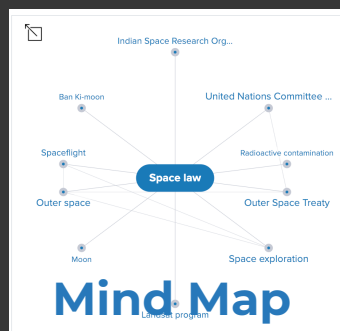 Indian Space Research Org...
Ban Ki-moon
United Nations Committee ...
Spaceflight
Radioactive contamination
Space law
Outer space
Outer Space Treaty
Moon
Space exploration
Landsat program
Mind Map